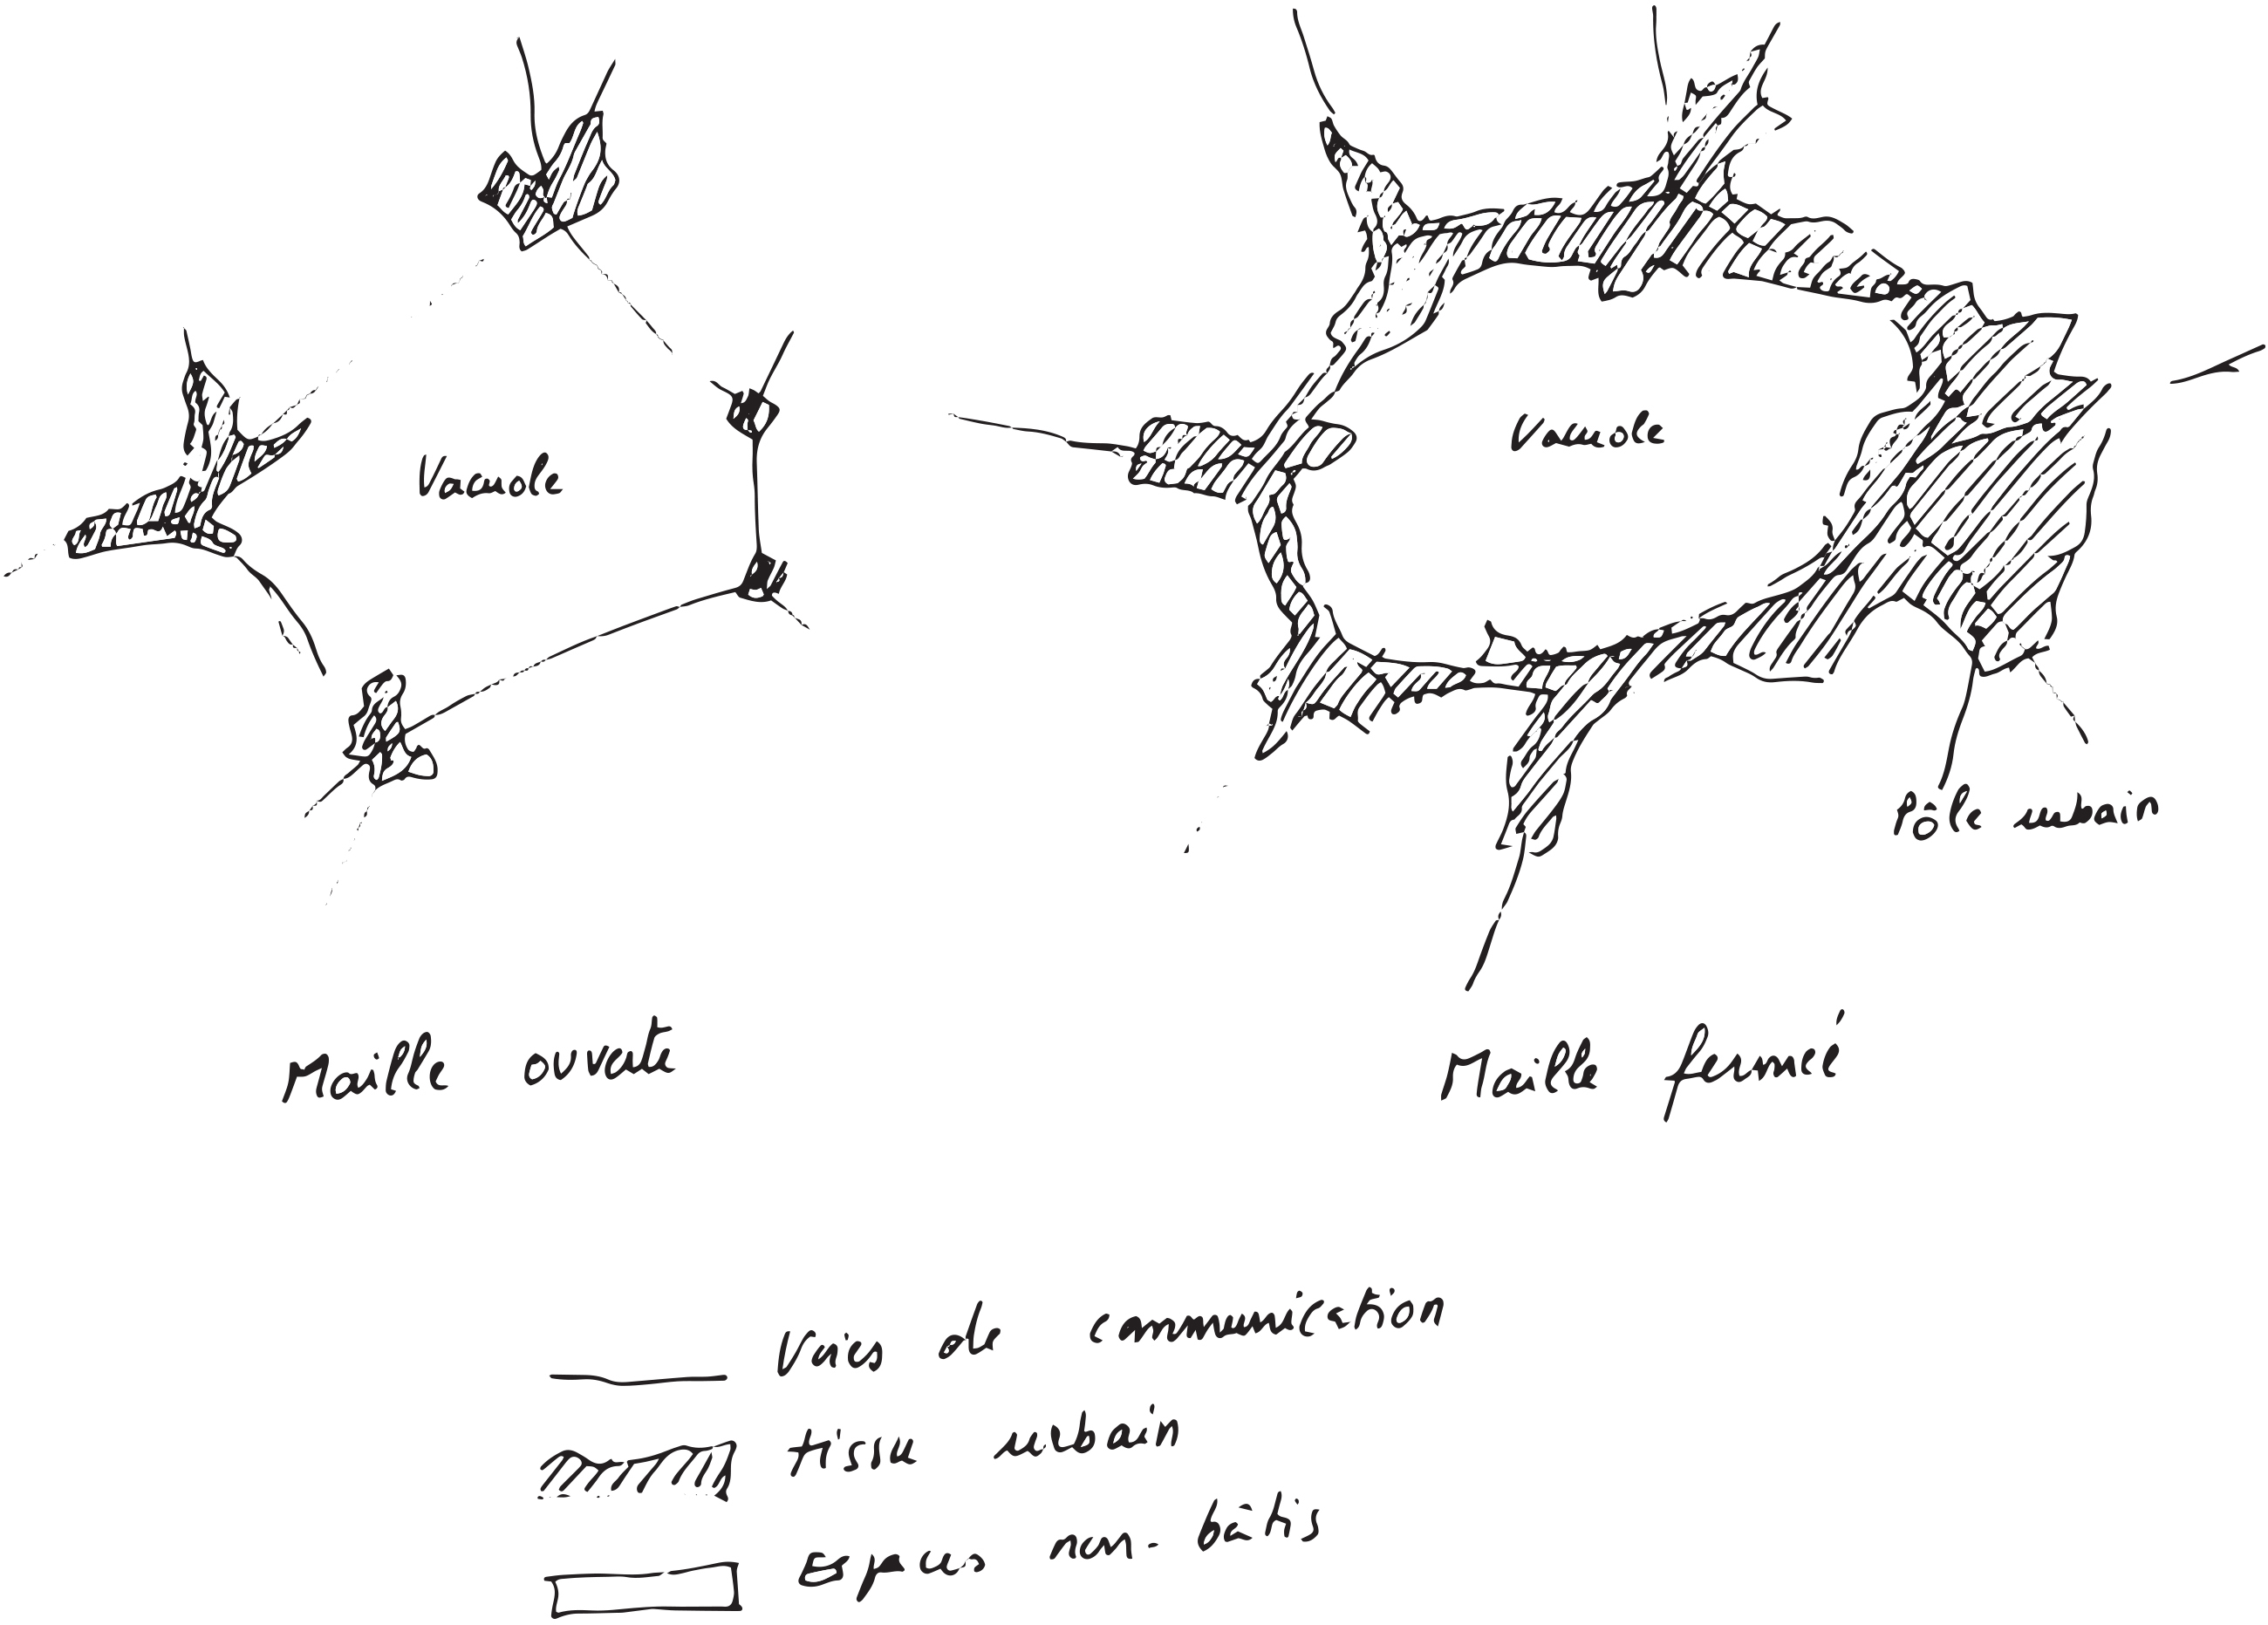 Vacuole
Vacuole
Pôle urbain
Maille ouverte
Maille fermée
Voies de communication
tissu urbain
Espaces non-bâtis